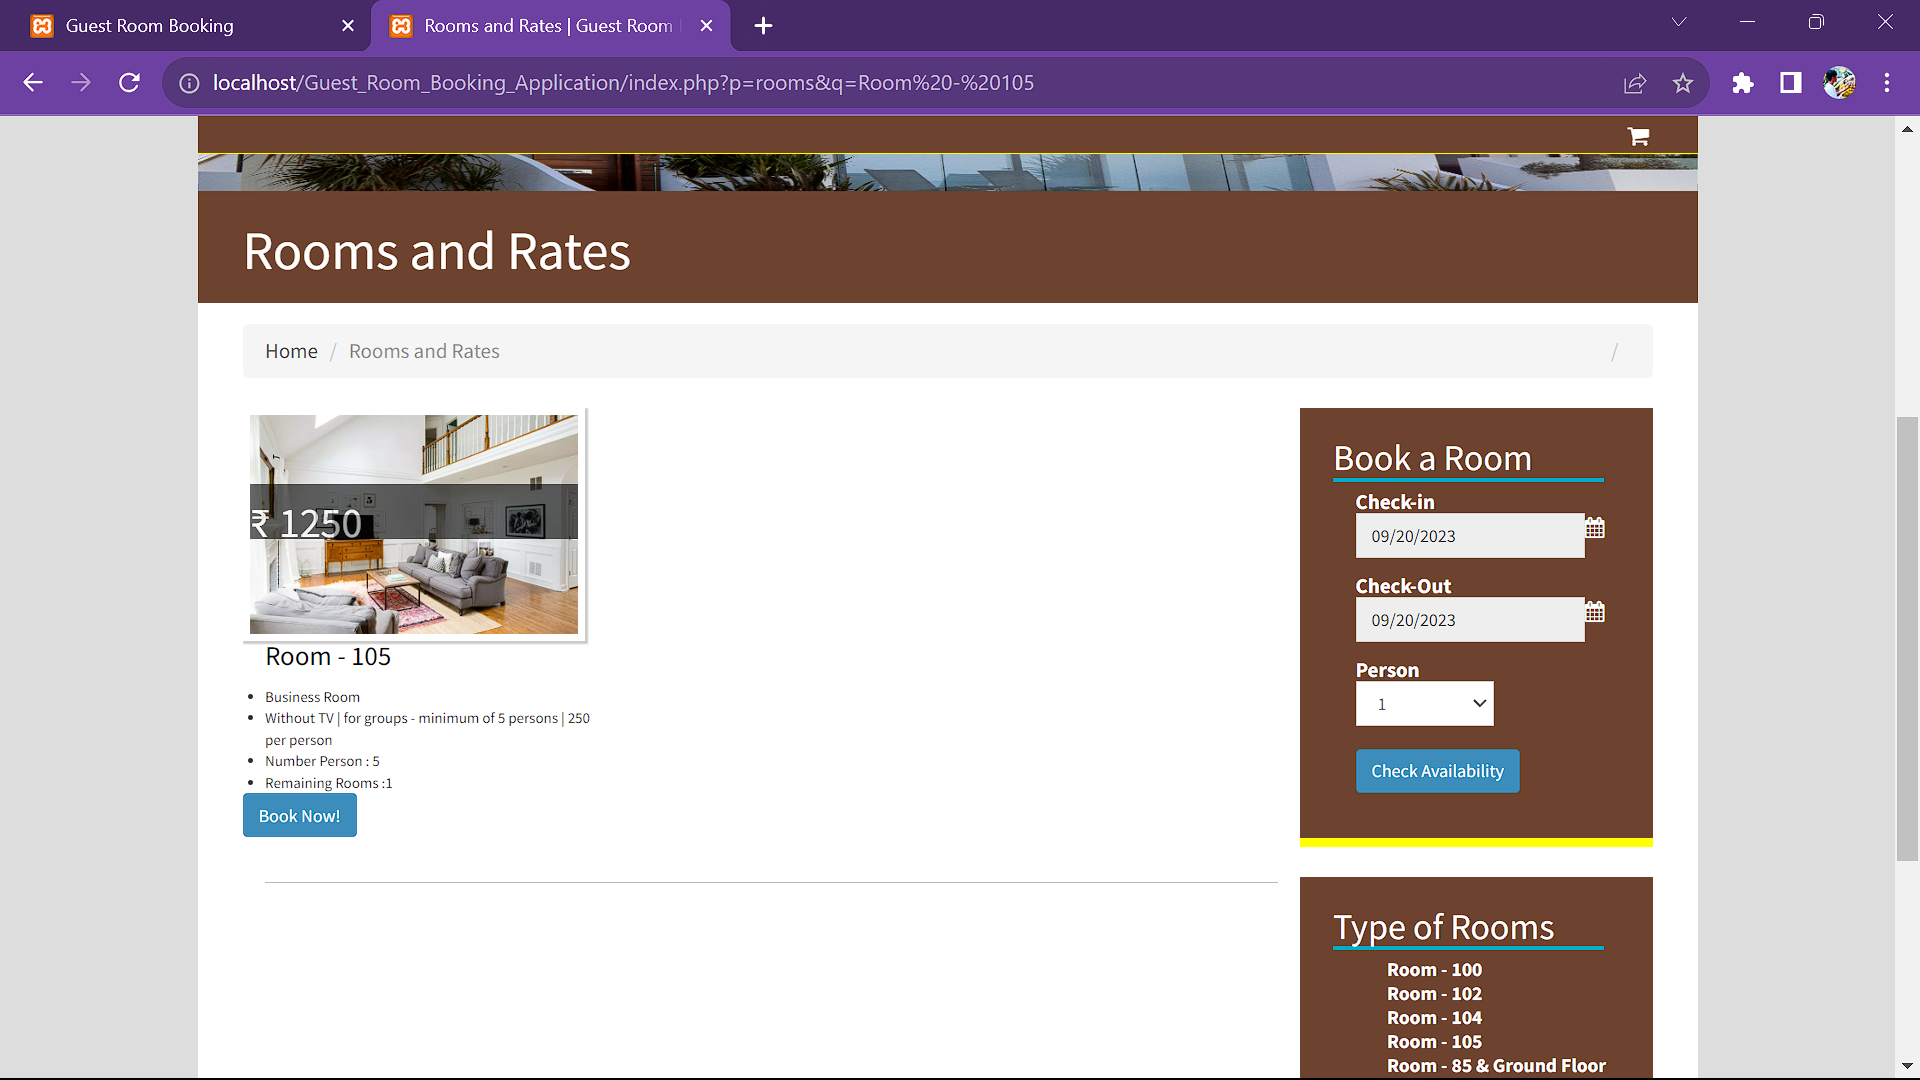 Guest Room Booking
Rooms and Rates | Guest Room
localhost/Guest_Room_Booking_Application/index.php?p=rooms&q=Room%20-%20105
Rooms and Rates
Home / Rooms and Rates /
₹ 1250
Room - 105
• Business Room
• Without TV | for groups - minimum of 5 persons | 250
per person
• Number Person : 5
• Remaining Rooms :1
Book Now!
Book a Room
Check-in
09/20/2023
Check-Out
09/20/2023
Person
1
Check Availability
Type of Rooms
Room - 100
Room - 102
Room - 104
Room - 105
Room - 85 & Ground Floor